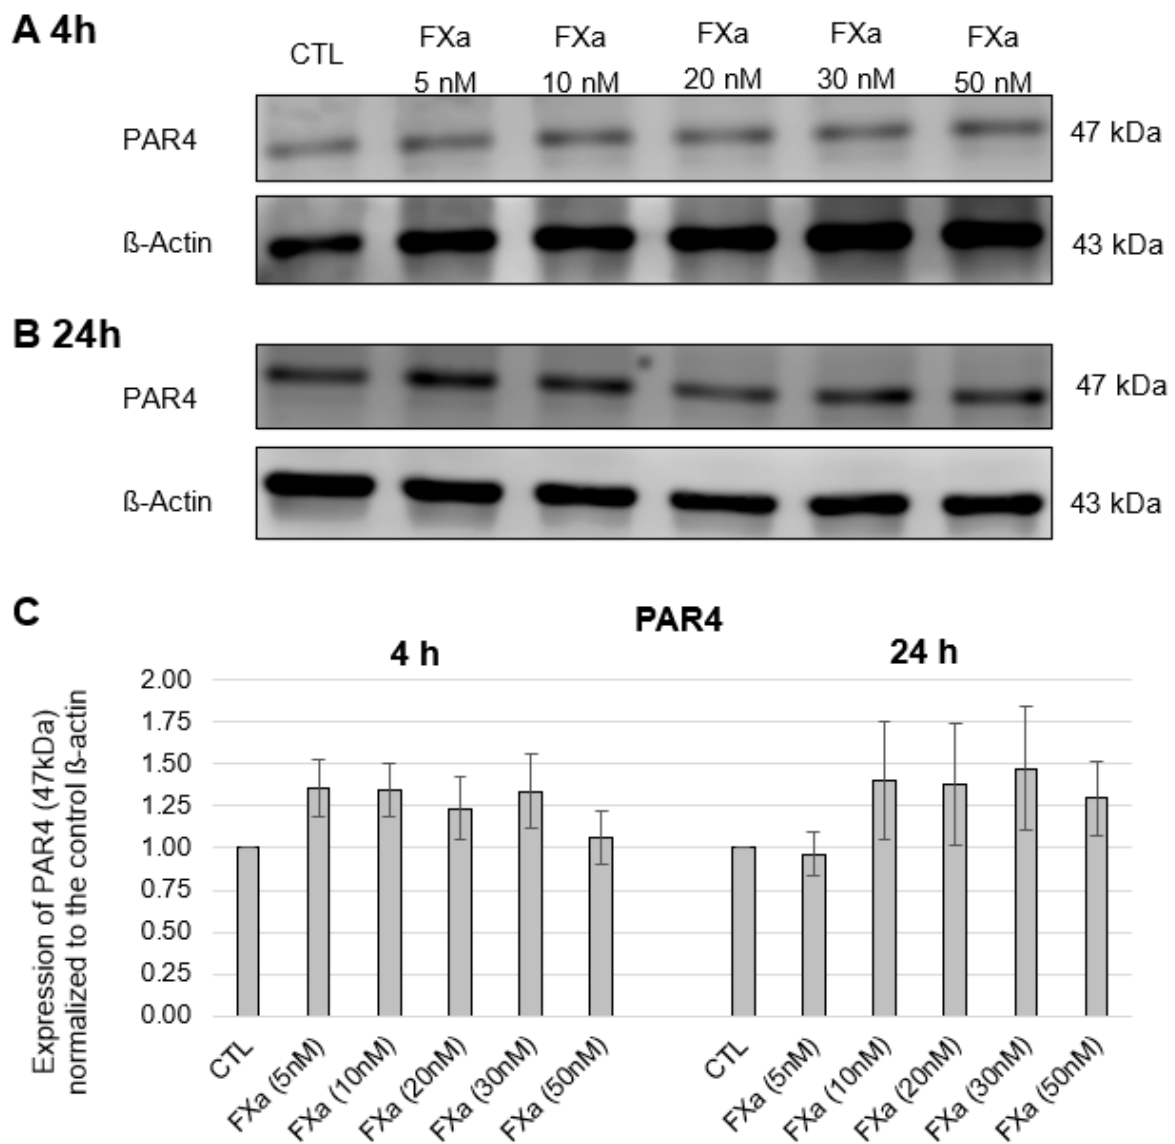 A 4h
CTL
FXa
5 nM
FXa
10 nM
FXa
20 nM
FXa
30 nM
FXa
50 nM
PAR4
47 kDa
ß-Actin
43 kDa
B 24h
PAR4
47 kDa
ß-Actin
43 kDa
C
PAR4
4 h
24 h
Expression of PAR4 (47kDa)
normalized to the control ß-actin
2.00
1.75
1.50
1.25
1.00
0.75
0.50
0.25
0.00
CTL
FXa (5nM)
FXa (10nM)
FXa (20nM)
FXa (30nM)
FXa (50nM)
CTL
FXa (5nM)
FXa (10nM)
FXa (20nM)
FXa (30nM)
FXa (50nM)